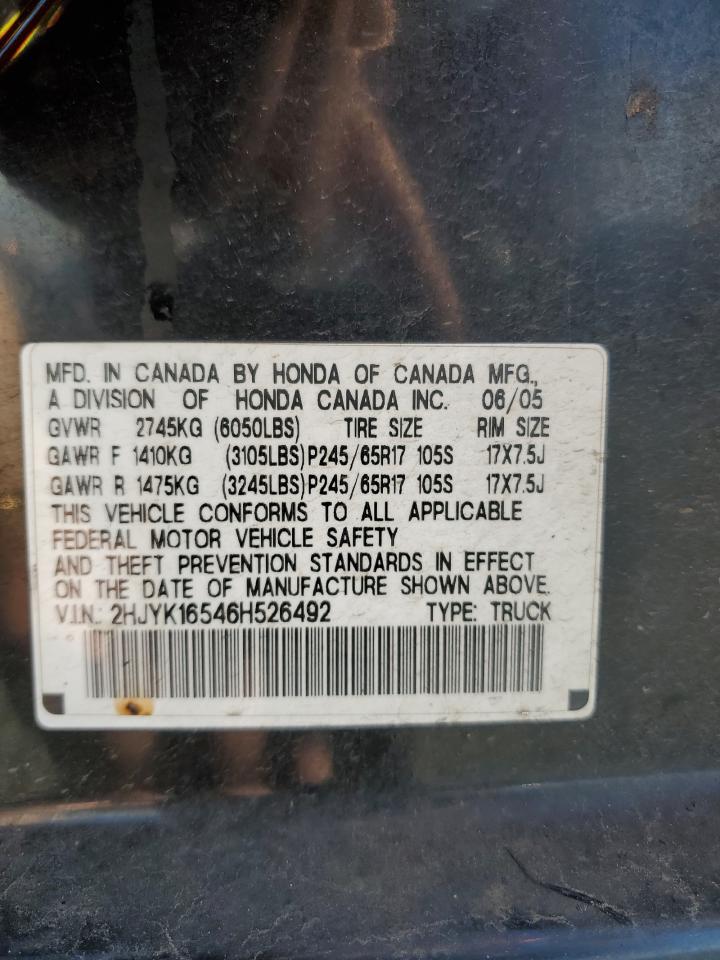 MFD. IN CANADA BY HONDA OF CANADA MFG.,
A DIVISION OF HONDA CANADA INC. 06/05
GVWR 2745KG (6050LBS) TIRE SIZE RIM SIZE
GAWR F 1410KG (3105LBS) P245/65R17 105S 17X7.5J
GAWR R 1475KG (3245LBS) P245/65R17 105S 17X7.5J
THIS VEHICLE CONFORMS TO ALL APPLICABLE
FEDERAL MOTOR VEHICLE SAFETY
AND THEFT PREVENTION STANDARDS IN EFFECT
ON THE DATE OF MANUFACTURE SHOWN ABOVE.
V.I.N.: 2HJYK16546H526492 TYPE: TRUCK